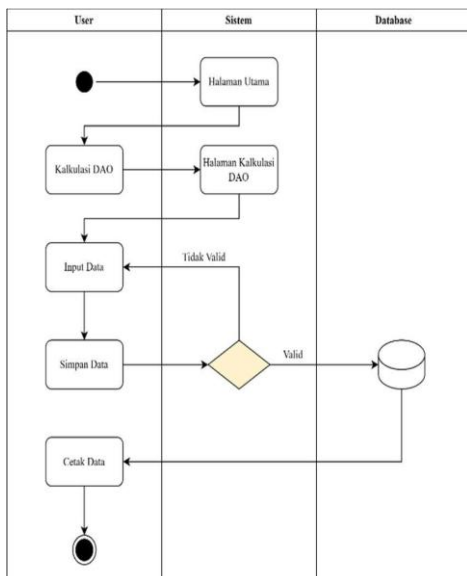 User
Sistem
Database
Halaman Utama
Kalkulasi DAO
Halaman Kalkulasi
DAO
Input Data
Tidak Valid
Simpan Data
Valid
Cetak Data